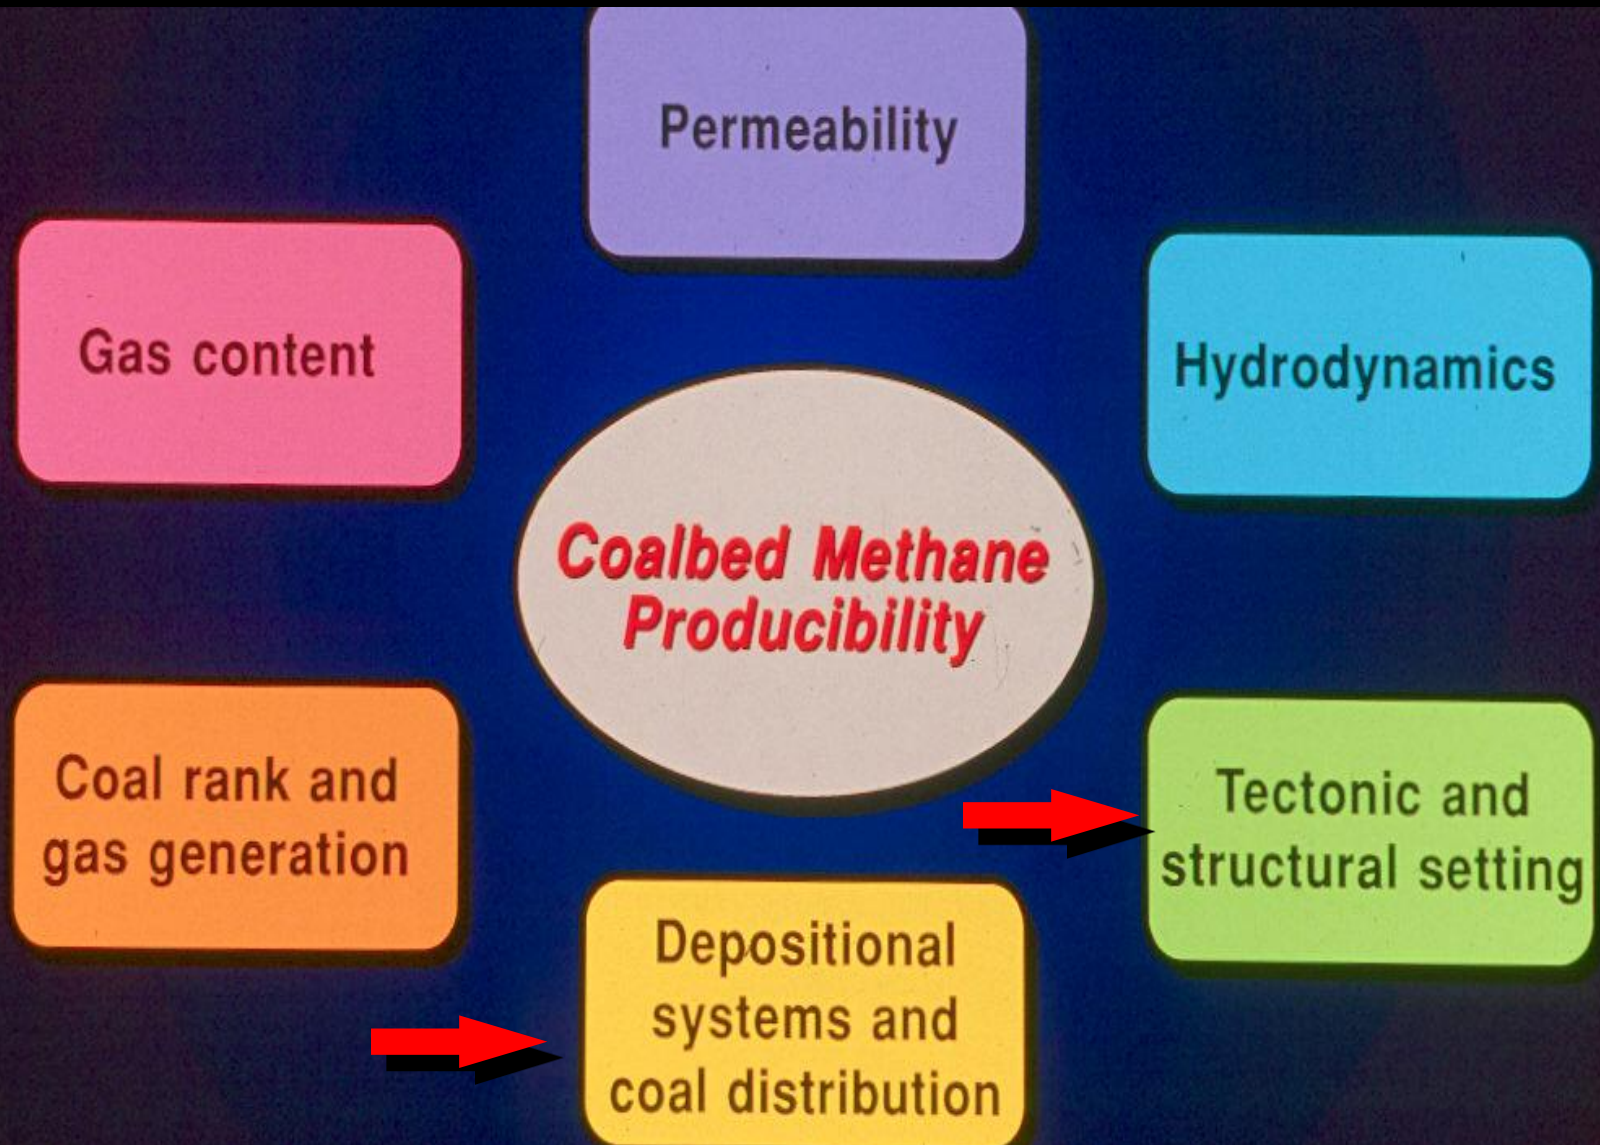 Permeability
Gas content
Hydrodynamics
Coalbed Methane
Producibility
Coal rank and
gas generation
Tectonic and
structural setting
Depositional
systems and
coal distribution